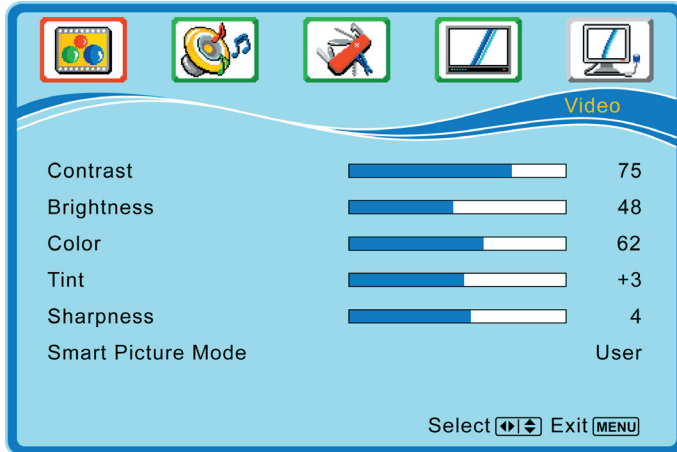 Video
Contrast 75
Brightness 48
Color 62
Tint +3
Sharpness 4
Smart Picture Mode User
Select Exit MENU